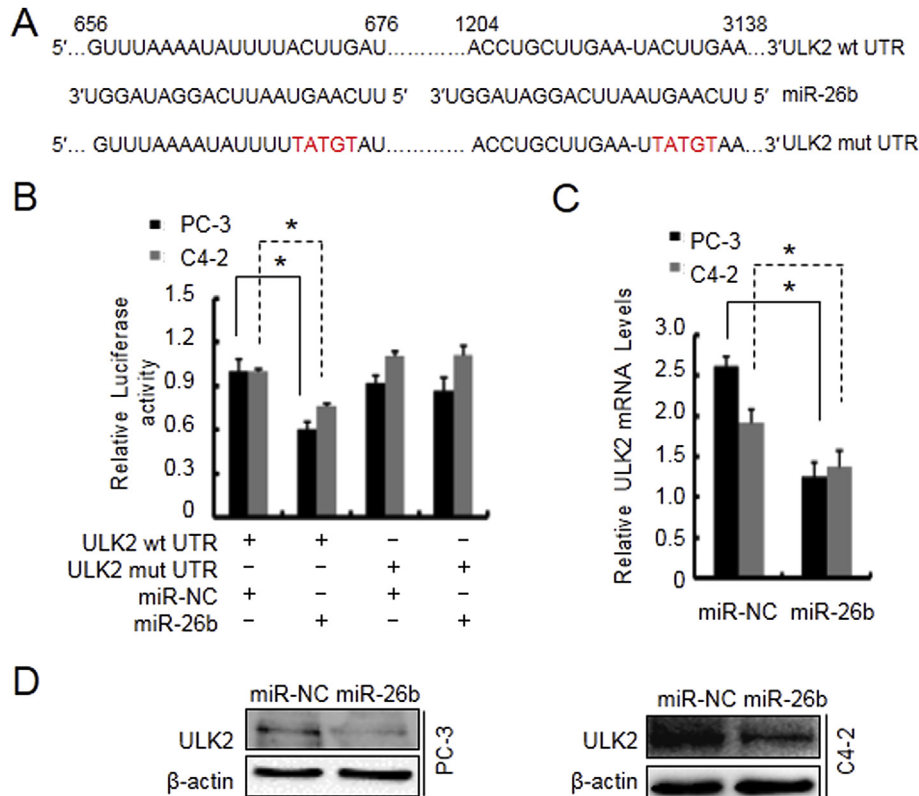 A
656 676 1204 3138
5′... GUUUAAAAUAUUUUACUUGAU............ACCUGCUUGAA-UACUUGAA...3′ULK2 wt UTR
3′UGGAUAGGACUUAAUGAACUU 5′ 3′UGGAUAGGACUUAAUGAACUU 5′ miR-26b
5′... GUUUAAAAUAUUUUTATGTAU............ ACCUGCUUGAA-UTATGTAA...3′ULK2 mut UTR
B
PC-3
C4-2
* *
Relative Luciferase
activity
1.5
1.2
0.9
0.6
0.3
0
ULK2 wt UTR + + − −
ULK2 mut UTR − − + +
miR-NC + − + −
miR-26b − + − +
C
PC-3
C4-2
* *
Relative ULK2 mRNA Levels
3.0
2.5
2.0
1.5
1.0
0
miR-NC miR-26b
D
miR-NC miR-26b
ULK2
β-actin
PC-3
miR-NC miR-26b
ULK2
β-actin
C4-2